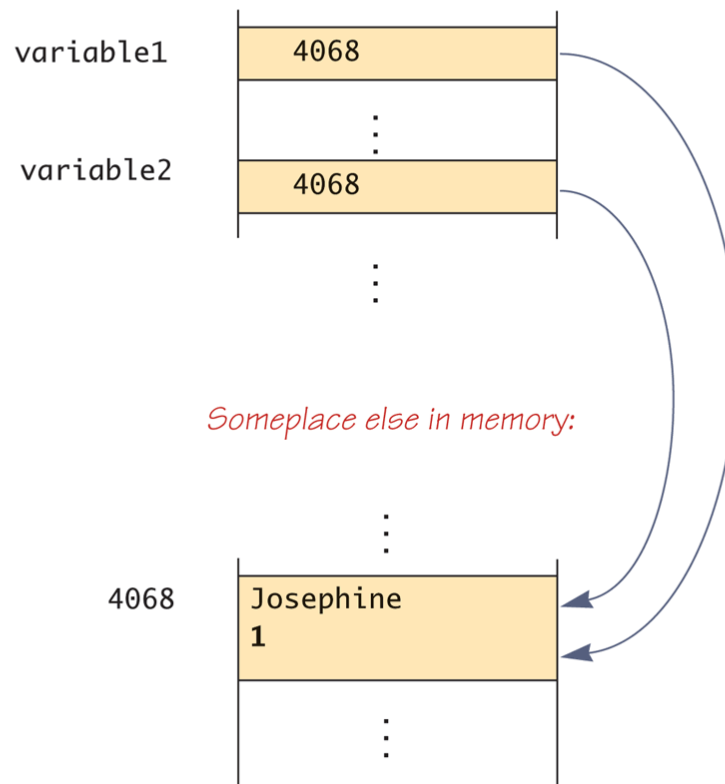 variable1
4068
variable2
4068
Someplace else in memory:
4068
Josephine
1